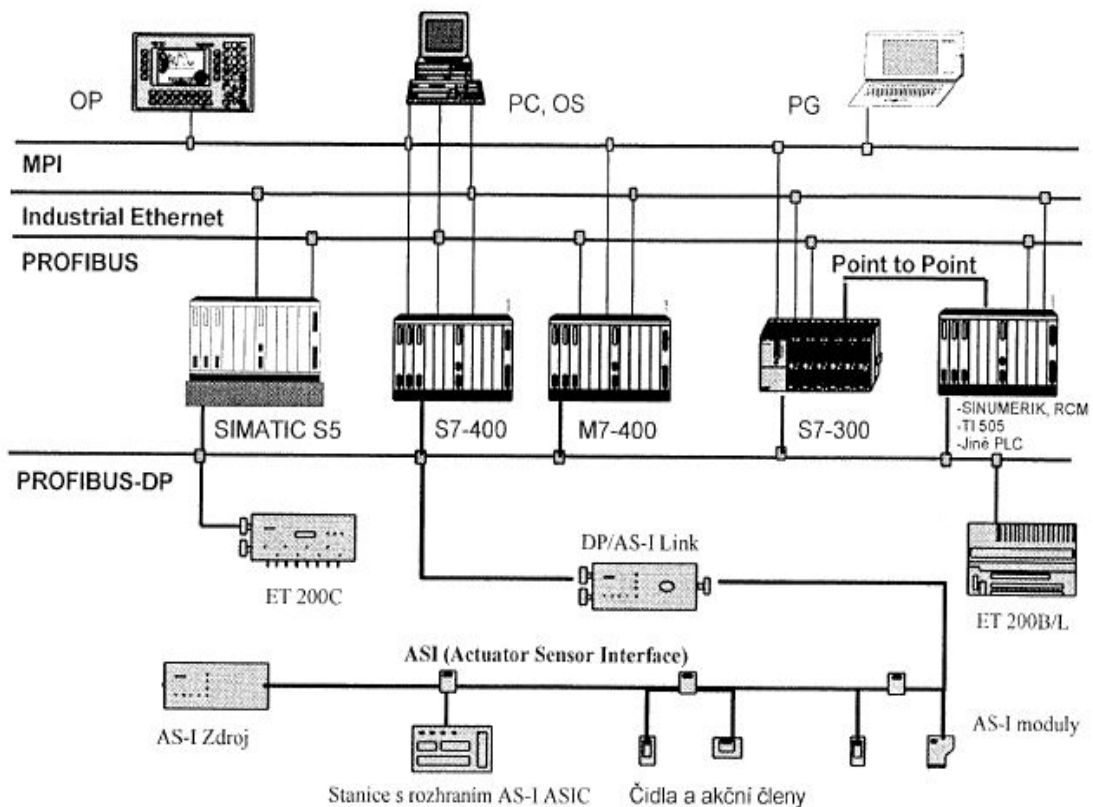 OP
PC, OS
PG
MPI
Industrial Ethernet
PROFIBUS
Point to Point
SIMATIC S5
S7-400
M7-400
S7-300
-SINUMERIK, RCM
-TI 505
-Jiné PLC
PROFIBUS-DP
ET 200C
DP/AS-I Link
ET 200B/L
ASI (Actuator Sensor Interface)
AS-I Zdroj
AS-I moduly
Stanice s rozhraním AS-I ASIC
Čidla a akční členy